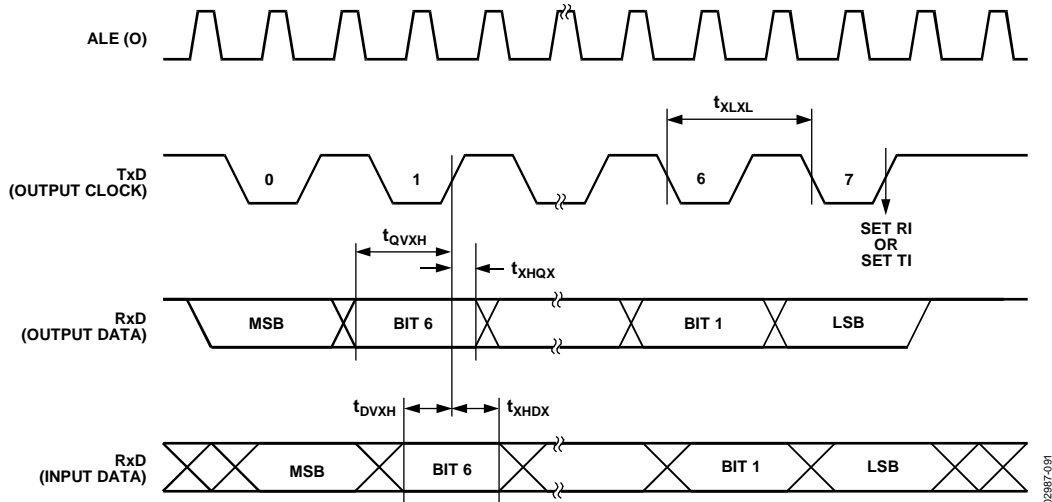 ALE (O)
tXLXL
TxD
(OUTPUT CLOCK)
0
1
6
7
SET RI
OR
SET TI
tQVXH
tXHQX
RxD
(OUTPUT DATA)
MSB
BIT 6
BIT 1
LSB
tDVXH
tXHDX
RxD
(INPUT DATA)
MSB
BIT 6
BIT 1
LSB
02987-091